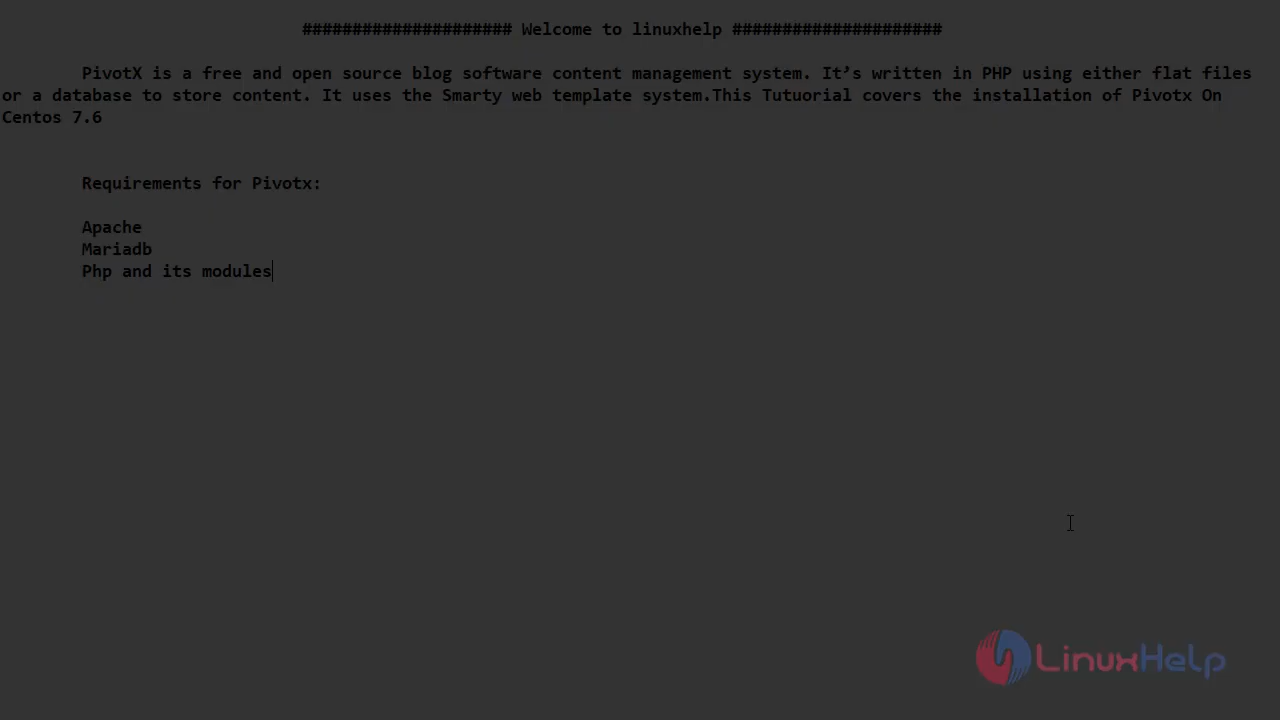 ##################### Welcome to linuxhelp #####################
PivotX is a free and open source blog software content management system. It’s written in PHP using either flat files
or a database to store content. It uses the Smarty web template system.This Tutuorial covers the installation of Pivotx On
Centos 7.6
Requirements for Pivotx:
Apache
Mariadb
Php and its modules
LinuxHelp